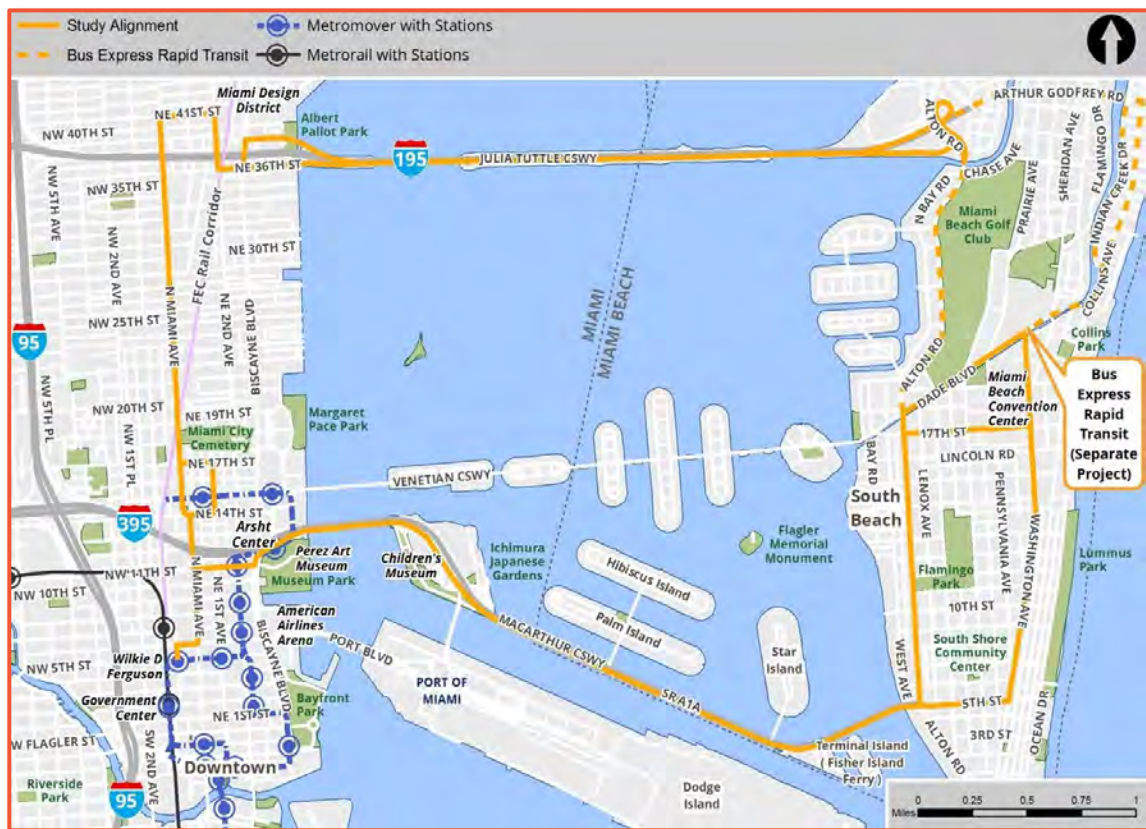 Study Alignment
Metromover with Stations
Bus Express Rapid Transit
Metrorail with Stations
Miami Design
District
Albert
Pallot Park
NE 41ST ST
NW 40TH ST
NE 36TH ST
195
JULIA TUTTLE CSWY
ALTON RD
ARTHUR GODFREY RD
CHASE AVE
N BAY RD
PRAIRIE AVE
SHERIDAN AVE
FLAMINGO DR
INDIAN CREEK DR
COLLINS AVE
Miami
Beach Golf
Club
NW 35TH ST
NW 5TH AVE
NW 2ND AVE
FEC Rail Corridor
NE 30TH ST
N MIAMI AVE
NE 2ND AVE
BISCAYNE BLVD
NW 25TH ST
95
NW 5TH PL
MIAMI
MIAMI BEACH
ALTON RD
DADE BLVD
Collins
Park
Miami
Beach
Convention
Center
Bus
Express
Rapid
Transit
(Separate
Project)
NW 20TH ST
NW 1ST PL
NE 19TH ST
Miami City
Cemetery
NE 17TH ST
Margaret
Pace Park
VENETIAN CSWY
BAY RD
17TH ST
LINCOLN RD
South
Beach
LENOX AVE
PENNSYLVANIA AVE
WASHINGTON AVE
Lummus
Park
NE 14TH ST
395
Arsht
Center
Perez Art
Museum
Museum Park
Children's
Museum
Ichimura
Japanese
Gardens
Flagler
Memorial
Monument
Flamingo
Park
NW 11TH ST
NW 10TH ST
N MIAMI AVE
NE 1ST AVE
American
Airlines
Arena
BISCAYNE BLVD
PORT BLVD
Hibiscus Island
Palm Island
MACARTHUR CSWY
Star
Island
10TH ST
South Shore
Community
Center
WEST AVE
Wilkie D
Ferguson
NW 5TH ST
Government
Center
PORT OF
MIAMI
SR A1A
5TH ST
Bayfront
Park
NE 1ST ST
W FLAGLER ST
SW 2ND AVE
Downtown
Riverside
Park
95
Dodge
Island
Terminal Island
( Fisher Island
Ferry )
ALTON RD
3RD ST
OCEAN DR
0 0.25 0.5 0.75 1
Miles